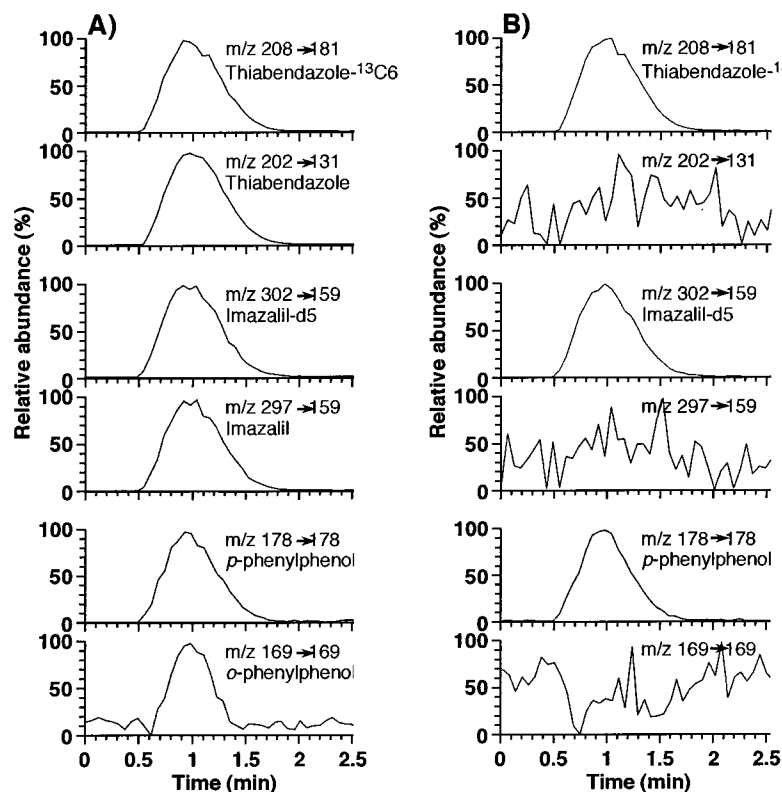 A)
m/z 208→181
Thiabendazole-¹³C6
100
50
0
m/z 202→131
Thiabendazole
100
50
0
m/z 302→159
Imazalil-d5
100
50
0
m/z 297→159
Imazalil
100
50
0
m/z 178→178
p-phenylphenol
100
50
0
m/z 169→169
o-phenylphenol
100
50
0
Relative abundance (%)
0 0.5 1 1.5 2 2.5
Time (min)
B)
m/z 208→181
Thiabendazole-¹
100
50
0
m/z 202→131
100
50
0
m/z 302→159
Imazalil-d5
100
50
0
m/z 297→159
100
50
0
m/z 178→178
p-phenylphenol
100
50
0
m/z 169→169
100
50
0
Relative abundance (%)
0 0.5 1 1.5 2 2.5
Time (min)